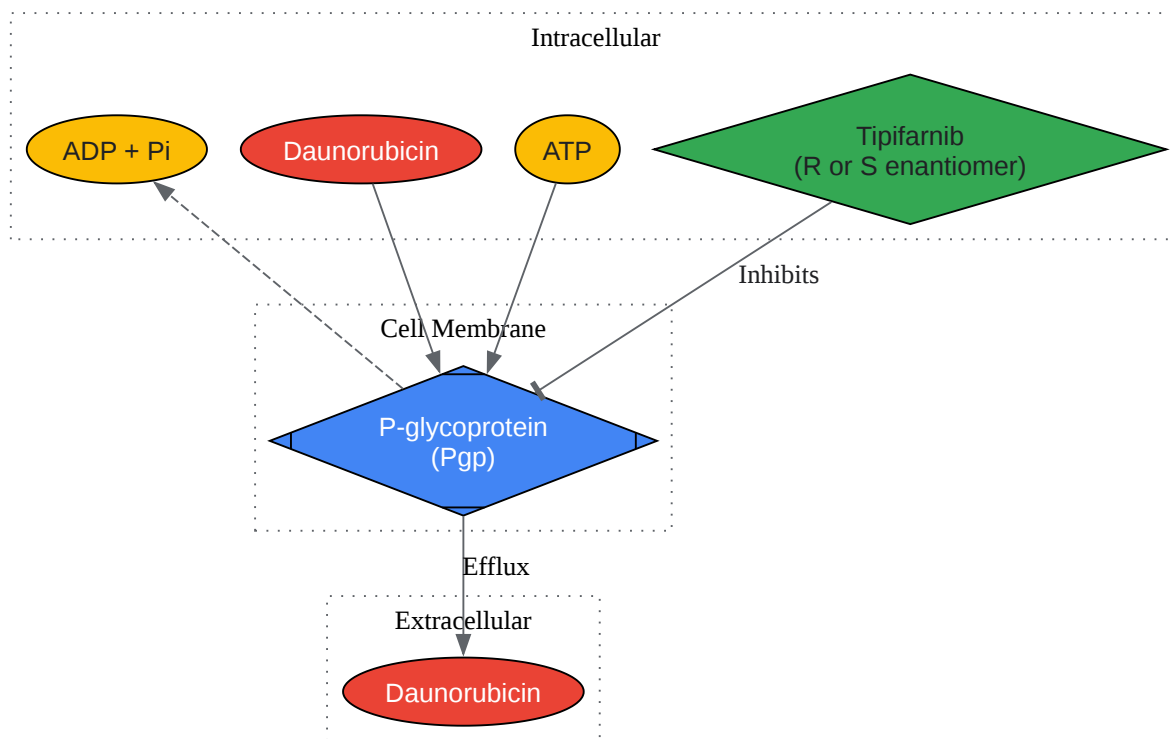 Intracellular
ADP + Pi
Daunorubicin
ATP
Tipifarnib
(R or S enantiomer)
Inhibits
Cell Membrane
P-glycoprotein
(Pgp)
Efflux
Extracellular
Daunorubicin